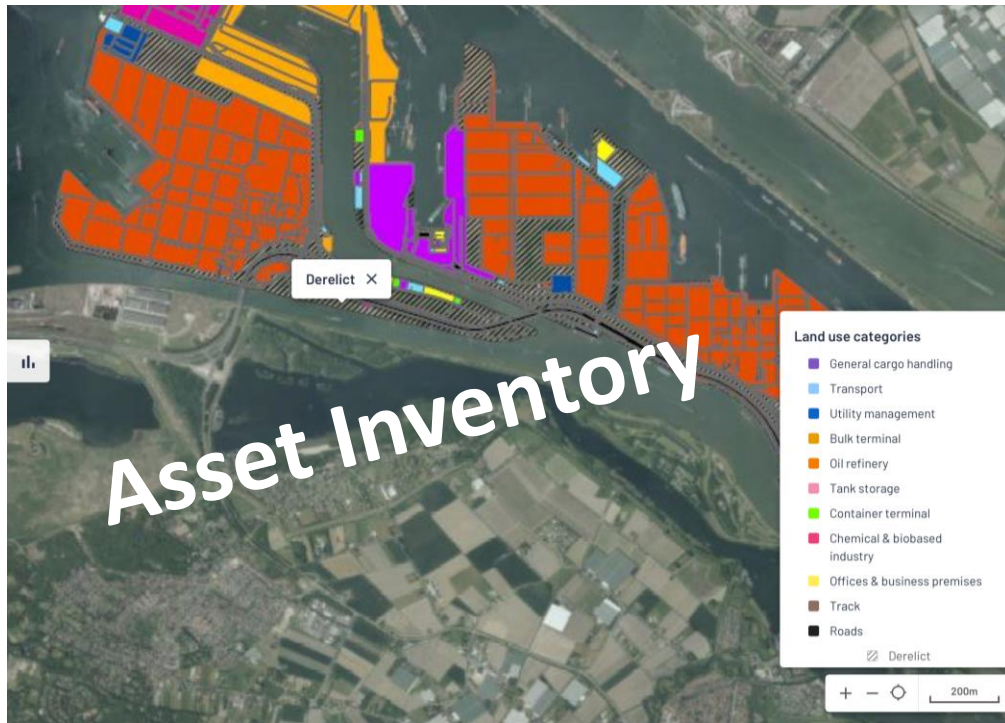 Derelict ×
Asset Inventory
Land use categories
General cargo handling
Transport
Utility management
Bulk terminal
Oil refinery
Tank storage
Container terminal
Chemical & biobased
industry
Offices & business premises
Track
Roads
Derelict
200m